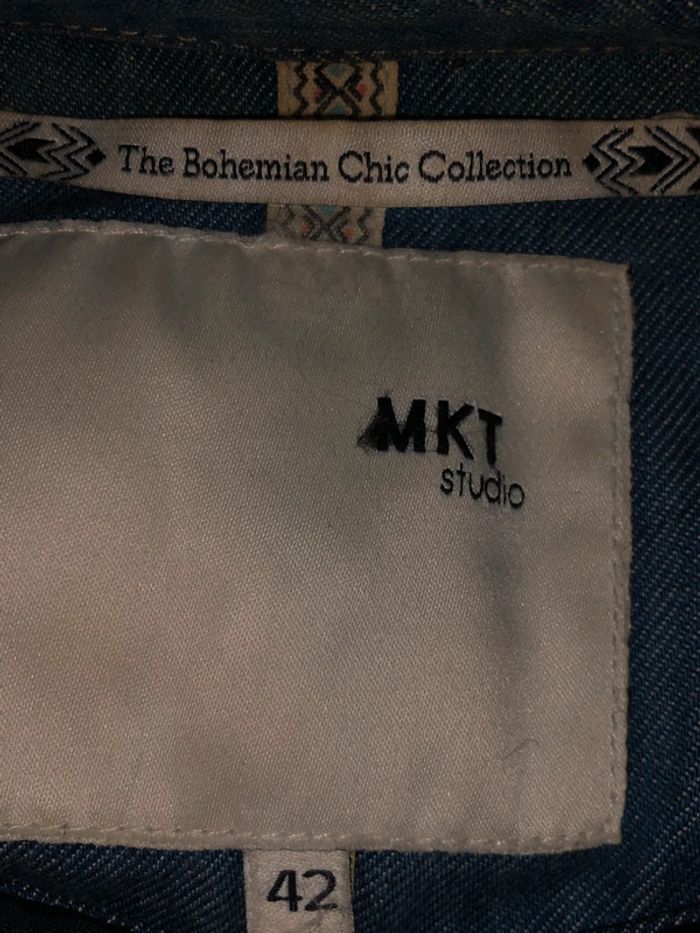 The Bohemian Chic Collection
MKT
studio
42